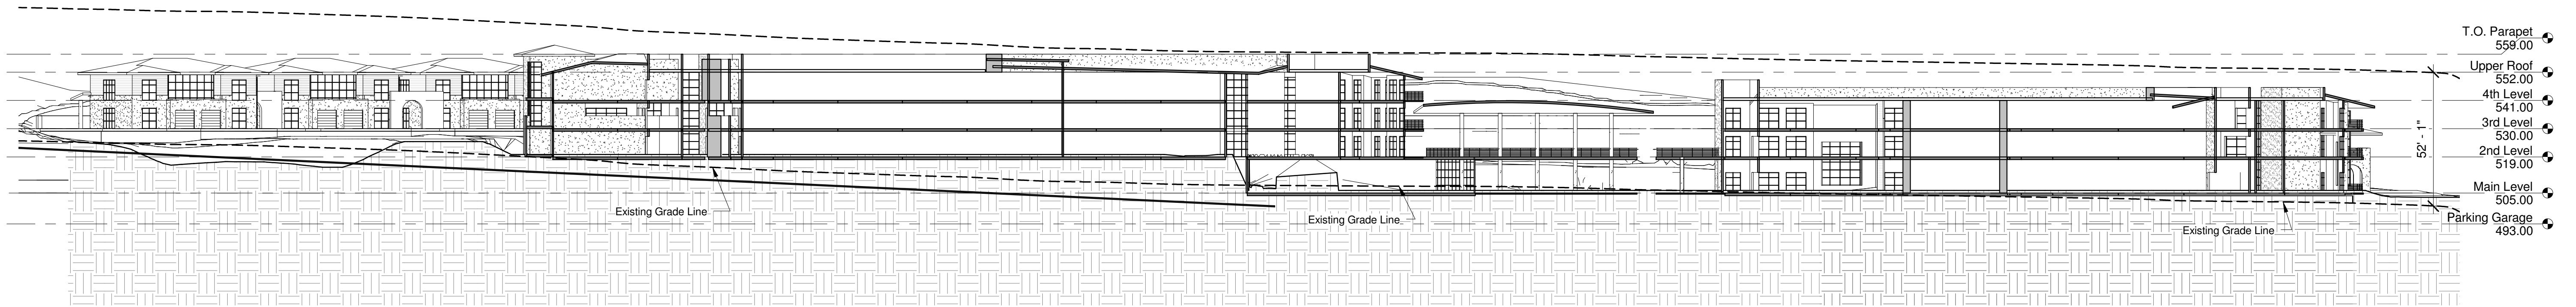 T.O. Parapet
559.00
Upper Roof
552.00
4th Level
541.00
3rd Level
530.00
52' 1"
2nd Level
519.00
Main Level
505.00
Existing Grade Line
Existing Grade Line
Parking Garage
493.00
Existing Grade Line